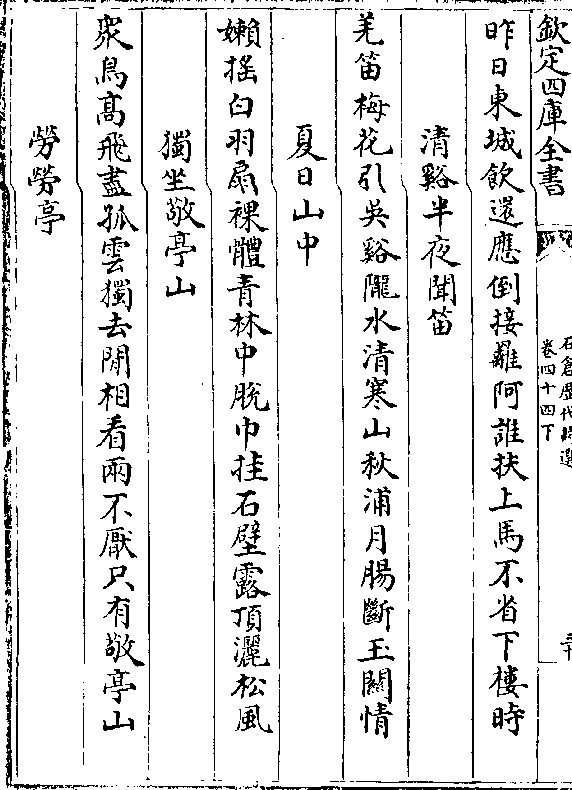 欽定四庫全書
石倉歷代詩選
卷四十四下
昨日東城飲還應倒接䍦阿誰扶上馬不省下樓時
清谿半夜聞笛
羌笛梅花引吳谿隴水清寒山秋浦月腸斷玉關情
夏日山中
嬾搖白羽扇裸體青林中脫巾挂石壁露頂灑松風
獨坐敬亭山
衆鳥高飛盡孤雲獨去閒相看兩不厭只有敬亭山
勞勞亭